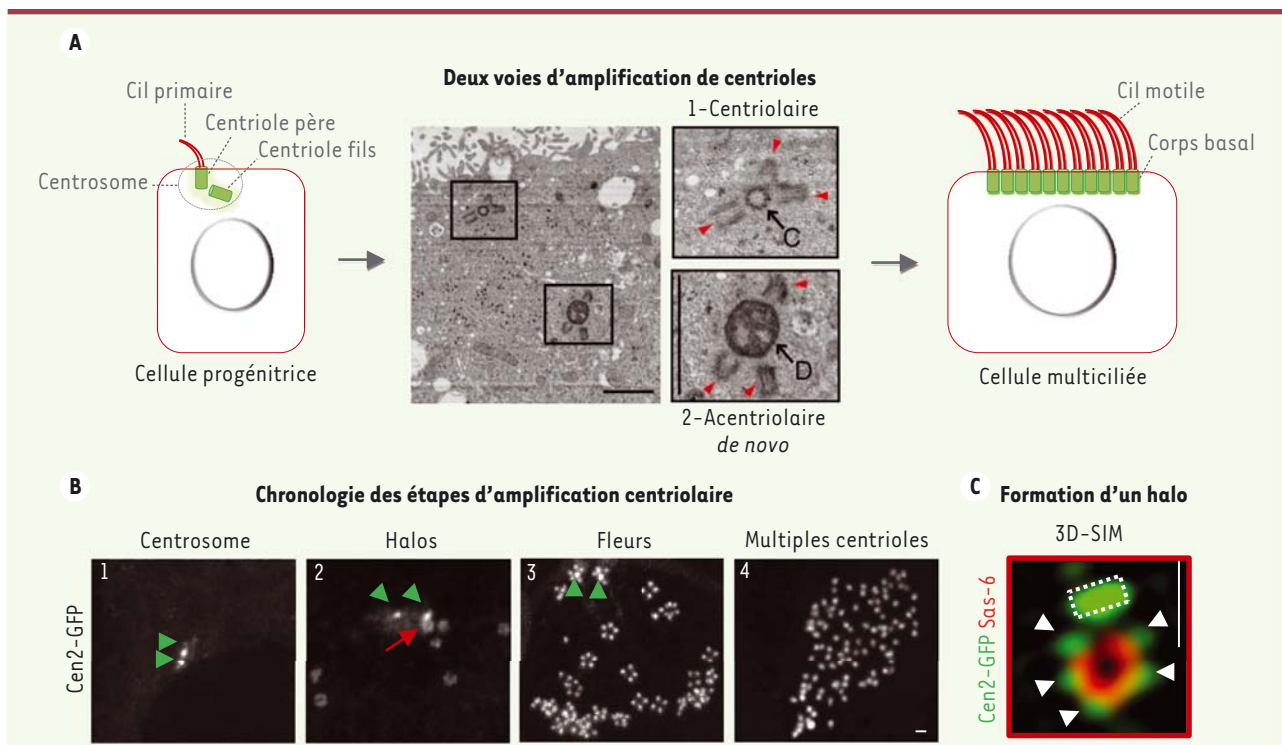 A
Deux voies d’amplification de centrioles
Cil primaire
Centriole père
Centriole fils
Centrosome
Cellule progénitrice
1-Centriolaire
C
D
2-Acentriolaire
de novo
Cil motile
Corps basal
Cellule multiciliée
B
Chronologie des étapes d’amplification centriolaire
Centrosome
Halos
Fleurs
Multiples centrioles
Cen2-GFP
1
2
3
4
C
Formation d’un halo
3D-SIM
Cen2-GFP Sas-6